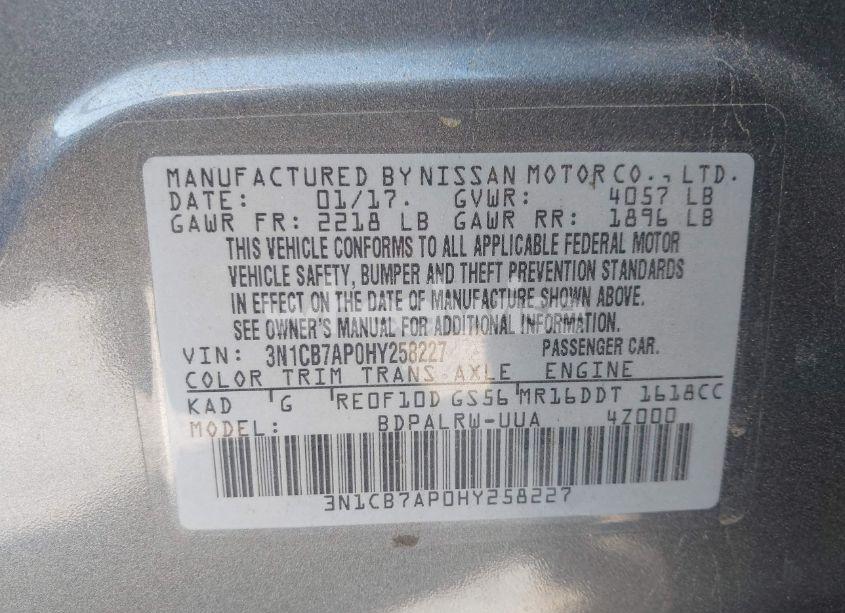 MANUFACTURED BY NISSAN MOTOR CO., LTD.
DATE: 01/17. GVWR: 4057 LB
GAWR FR: 2218 LB GAWR RR: 1896 LB
THIS VEHICLE CONFORMS TO ALL APPLICABLE FEDERAL MOTOR
VEHICLE SAFETY, BUMPER AND THEFT PREVENTION STANDARDS
IN EFFECT ON THE DATE OF MANUFACTURE SHOWN ABOVE.
SEE OWNER'S MANUAL FOR ADDITIONAL INFORMATION.
VIN: 3N1CB7AP0HY258227 PASSENGER CAR.
COLOR TRIM TRANS AXLE ENGINE
KAD G RE0F10D GS56 MR16DDT 1618CC
MODEL: BDPALRW-UUA 4Z000
3N1CB7AP0HY258227